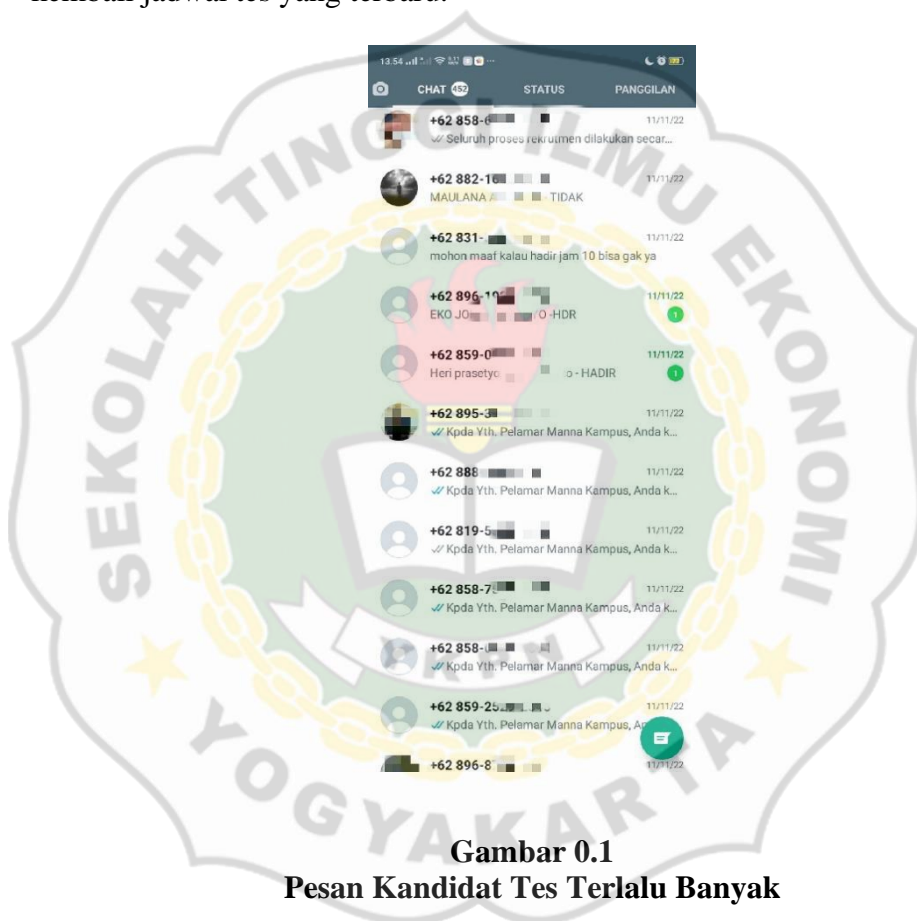 13.54
CHAT 452 STATUS PANGGILAN
+62 858-6 11/11/22
Seluruh proses rekrutmen dilakukan secar...
+62 882-16 11/11/22
MAULANA A - TIDAK
+62 831- 11/11/22
mohon maaf kalau hadir jam 10 bisa gak ya
+62 896-19 11/11/22
EKO JO O -HDR 1
+62 859-0 11/11/22
Heri prasetyo o - HADIR 1
+62 895-3 11/11/22
Kpda Yth. Pelamar Manna Kampus, Anda k...
+62 888 11/11/22
Kpda Yth. Pelamar Manna Kampus, Anda k...
+62 819-5 11/11/22
Kpda Yth. Pelamar Manna Kampus, Anda k...
+62 858-7 11/11/22
Kpda Yth. Pelamar Manna Kampus, Anda k...
+62 858- 11/11/22
Kpda Yth. Pelamar Manna Kampus, Anda k...
+62 859-25 11/11/22
Kpda Yth. Pelamar Manna Kampus, An
+62 896-8 11/11/22
Gambar 0.1
Pesan Kandidat Tes Terlalu Banyak
SEKOLAH TINGGI ILMU EKONOMI
YKPN
YOGYAKARTA